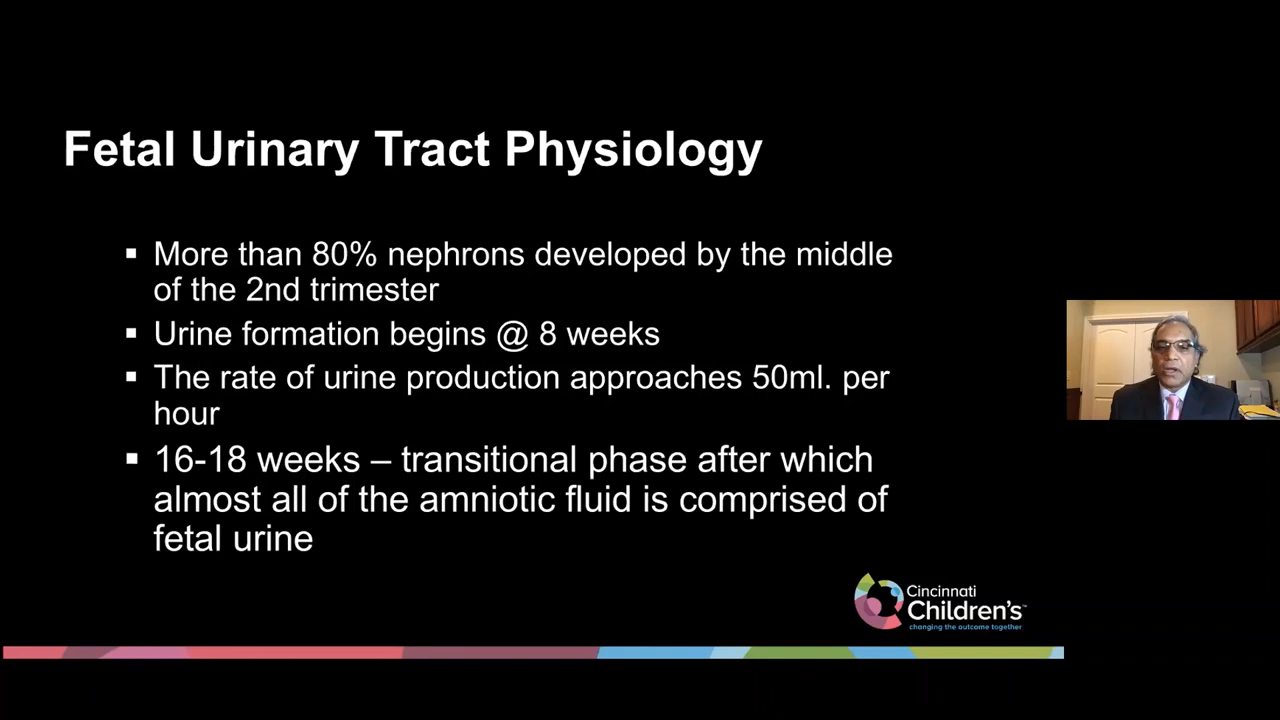 Fetal Urinary Tract Physiology
▪ More than 80% nephrons developed by the middle
of the 2nd trimester
▪ Urine formation begins @ 8 weeks
▪ The rate of urine production approaches 50ml. per
hour
▪ 16-18 weeks – transitional phase after which
almost all of the amniotic fluid is comprised of
fetal urine
Cincinnati
Children's™
changing the outcome together